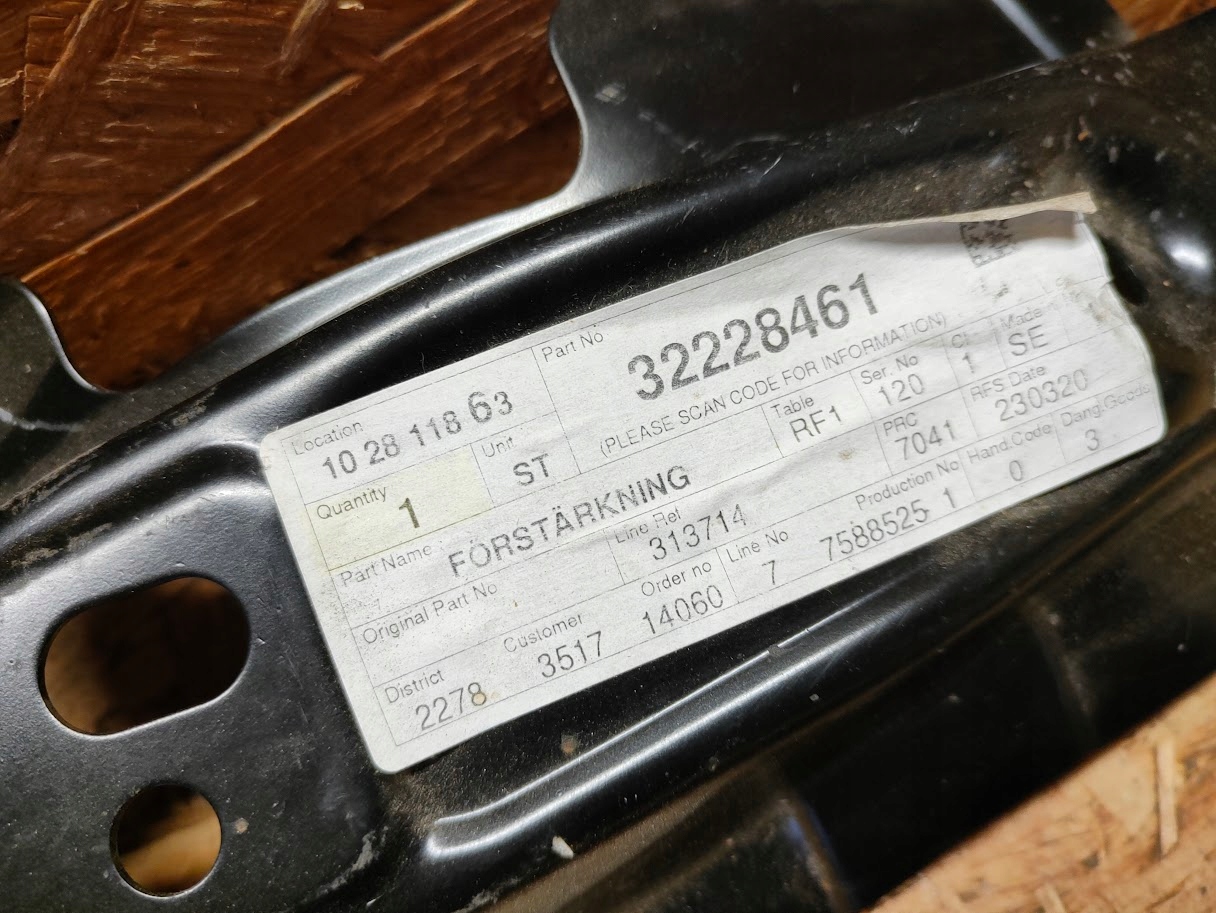 Location
10 28 118 63
Part No
32228461
(PLEASE SCAN CODE FOR INFORMATION)
Quantity
1
Unit
ST
Table
RF1
Ser. No
120
1
Made
SE
Part Name
FÖRSTÄRKNING
PRC
7041
RFS Date
230320
Original Part No
Line Ref
313714
Production No
7588525 1
Hand Code
0
Dang.Goods
3
District
2278
Customer
3517
Order no
14060
Line No
7